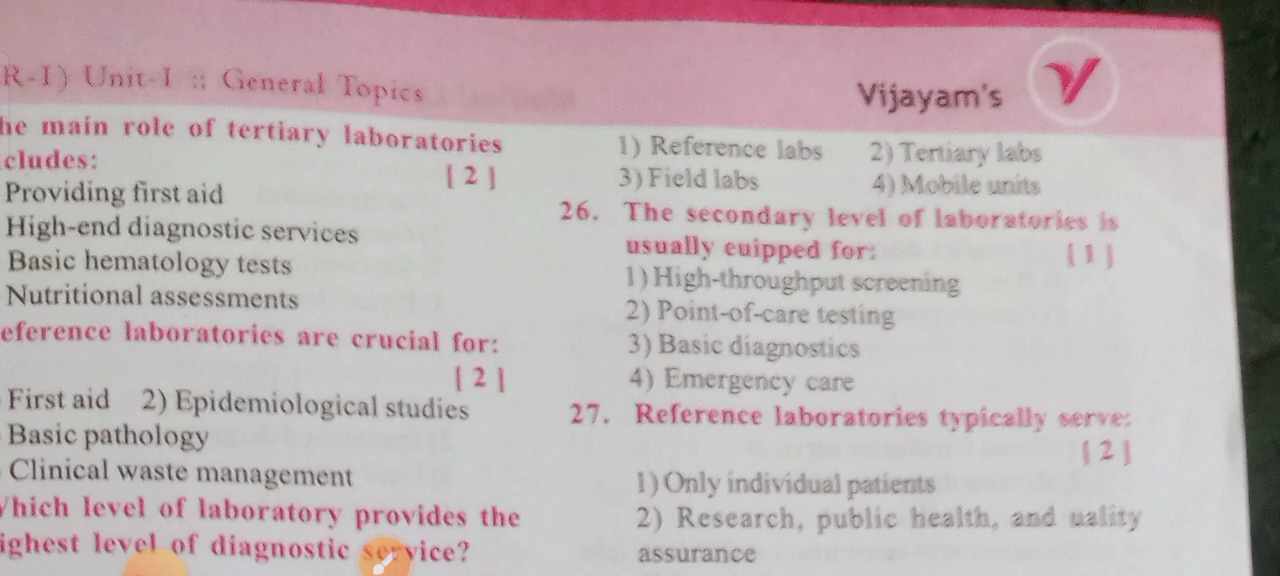 R-I) Unit-I :: General Topics
Vijayam's
he main role of tertiary laboratories
cludes: [ 2 ]
Providing first aid
High-end diagnostic services
Basic hematology tests
Nutritional assessments
eference laboratories are crucial for:
[ 2 ]
First aid 2) Epidemiological studies
Basic pathology
Clinical waste management
Which level of laboratory provides the
ighest level of diagnostic service?
1) Reference labs 2) Tertiary labs
3) Field labs 4) Mobile units
26. The secondary level of laboratories is
usually euipped for: [ 1 ]
1) High-throughput screening
2) Point-of-care testing
3) Basic diagnostics
4) Emergency care
27. Reference laboratories typically serve:
[ 2 ]
1) Only individual patients
2) Research, public health, and uality
assurance